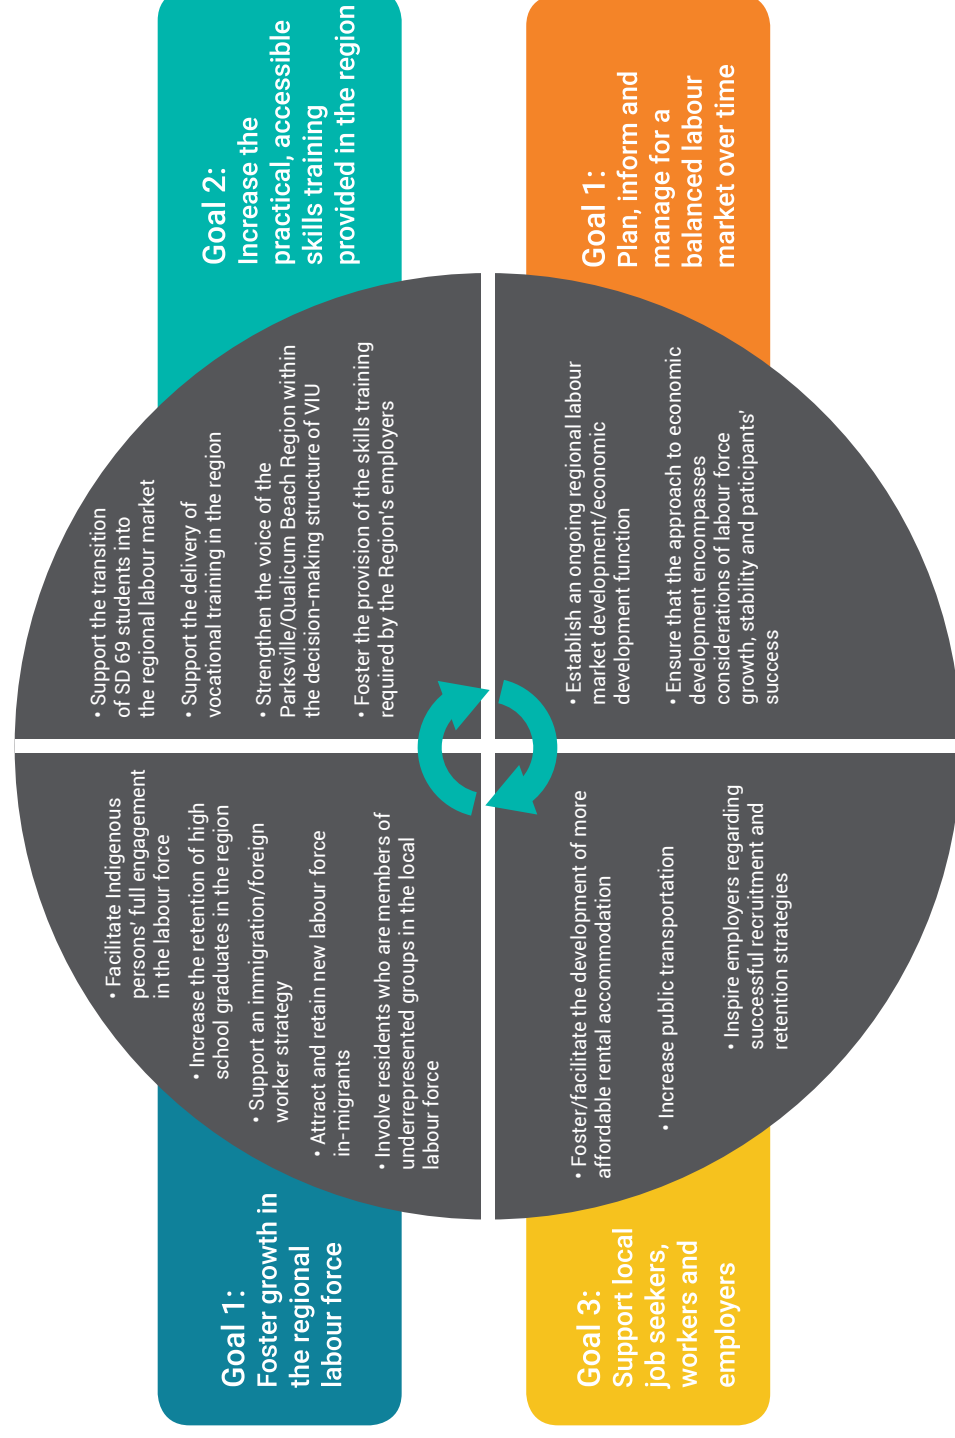 Goal 1:
Foster growth in
the regional
labour force
• Facilitate Indigenous
persons' full engagement
in the labour force
• Increase the retention of high
school graduates in the region
• Support an immigration/foreign
worker strategy
• Attract and retain new labour force
in-migrants
• Involve residents who are members of
underrepresented groups in the local
labour force
Goal 2:
Increase the
practical, accessible
skills training
provided in the region
• Support the transition
of SD 69 students into
the regional labour market
• Support the delivery of
vocational training in the region
• Strengthen the voice of the
Parksville/Qualicum Beach Region within
the decision-making structure of VIU
• Foster the provision of the skills training
required by the Region's employers
Goal 3:
Support local
job seekers,
workers and
employers
• Foster/facilitate the development of more
affordable rental accommodation
• Increase public transportation
• Inspire employers regarding
successful recruitment and
retention strategies
Goal 1:
Plan, inform and
manage for a
balanced labour
market over time
• Establish an ongoing regional labour
market development/economic
development function
• Ensure that the approach to economic
development encompasses
considerations of labour force
growth, stability and paticipants'
success